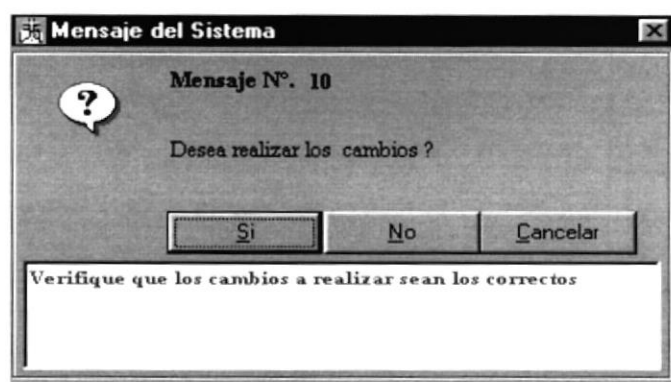 Mensaje del Sistema
Mensaje Nº. 10
?
Desea realizar los cambios ?
Si
No
Cancelar
Verifique que los cambios a realizar sean los correctos